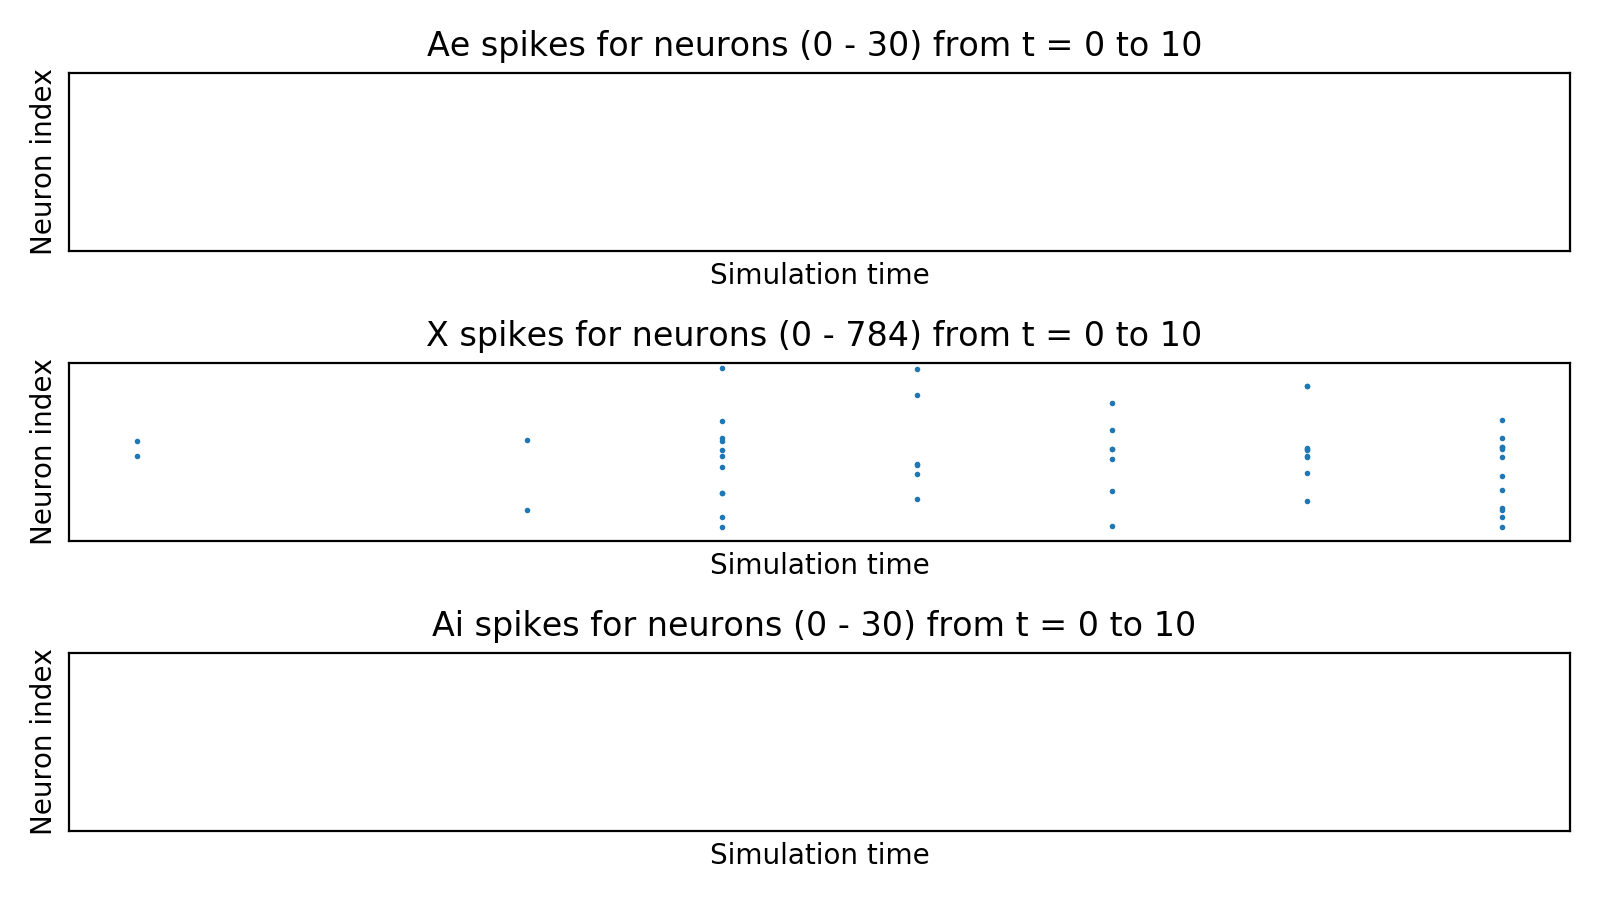 Ae spikes for neurons (0 - 30) from t = 0 to 10
Neuron index
Simulation time
X spikes for neurons (0 - 784) from t = 0 to 10
Neuron index
Simulation time
Ai spikes for neurons (0 - 30) from t = 0 to 10
Neuron index
Simulation time